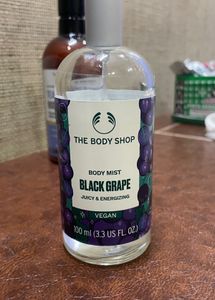 THE BODY SHOP
BODY MIST
BLACK GRAPE
JUICY & ENERGIZING
VEGAN
100 ml (3.3 US FL. OZ.)